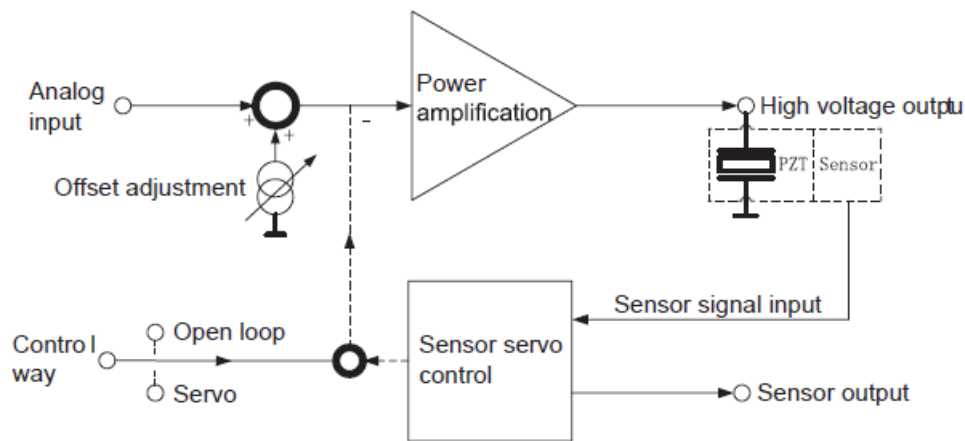 Analog
input
+
+
Offset adjustment
Power
amplification
-
High voltage outptu
PZT
Sensor
Sensor signal input
Contro l
way
Open loop
Servo
Sensor servo
control
Sensor output